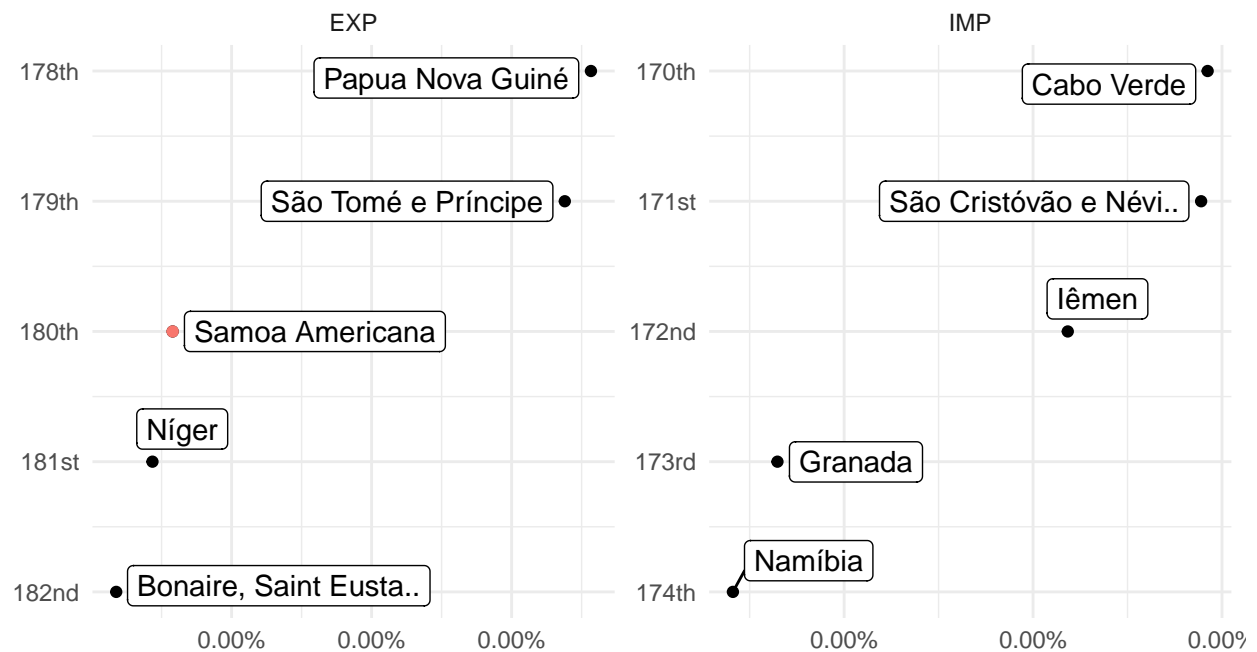 EXP
IMP
178th
Papua Nova Guiné
170th
Cabo Verde
179th
São Tomé e Príncipe
171st
São Cristóvão e Névi..
180th
Samoa Americana
172nd
Iêmen
181st
Níger
173rd
Granada
182nd
Bonaire, Saint Eusta..
174th
Namíbia
0.00% 0.00% 0.00%
0.00% 0.00% 0.00%